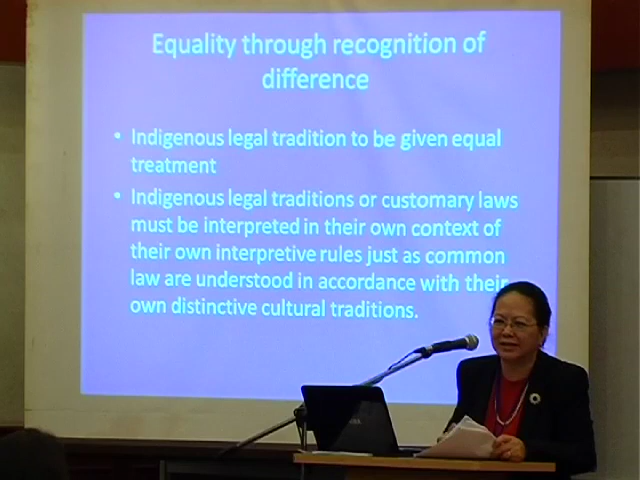 Equality through recognition of
difference
• Indigenous legal tradition to be given equal
treatment
• Indigenous legal traditions or customary laws
must be interpreted in their own context of
their own interpretive rules just as common
law are understood in accordance with their
own distinctive cultural traditions.